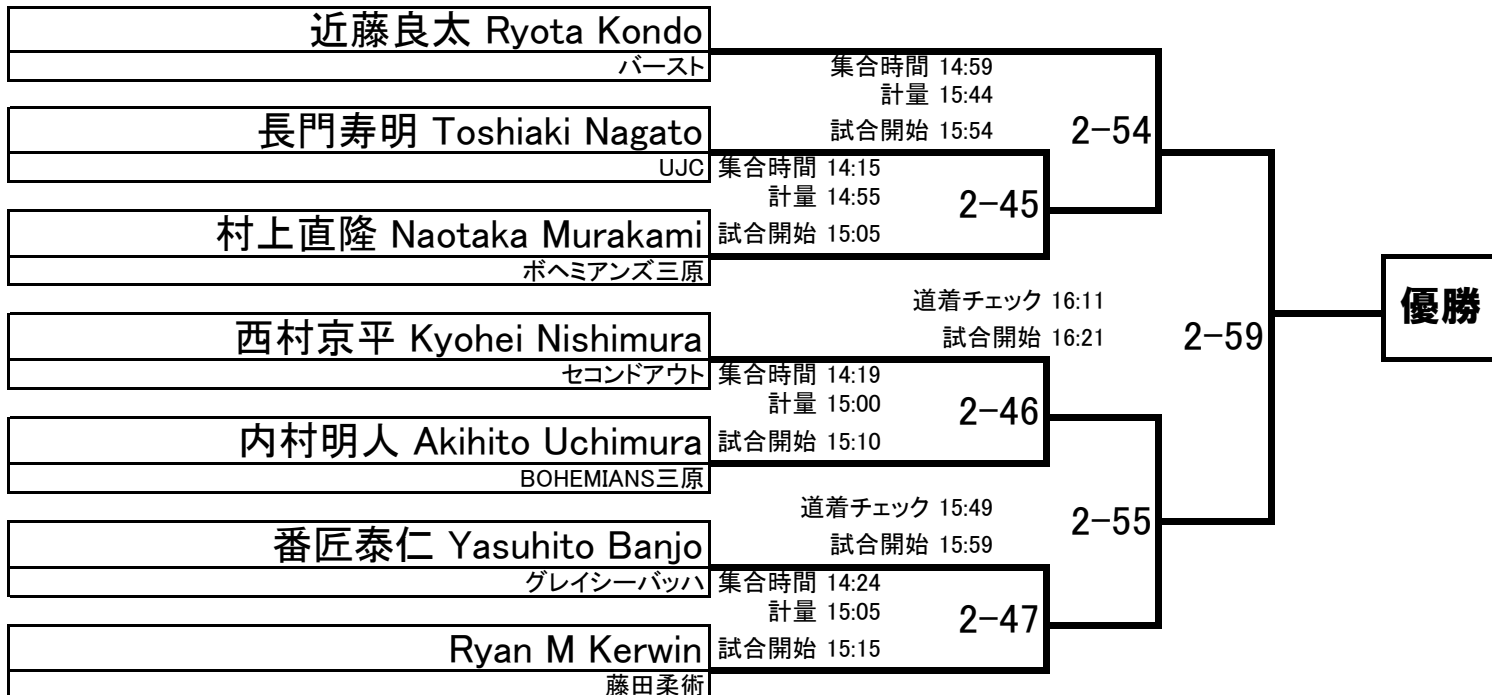 近藤良太 Ryota Kondo
バースト
集合時間 14:59
計量 15:44
試合開始 15:54
2-54
長門寿明 Toshiaki Nagato
UJC
集合時間 14:15
計量 14:55
試合開始 15:05
2-45
村上直隆 Naotaka Murakami
ボヘミアンズ三原
道着チェック 16:11
試合開始 16:21
2-59
優勝
西村京平 Kyohei Nishimura
セコンドアウト
集合時間 14:19
計量 15:00
試合開始 15:10
2-46
内村明人 Akihito Uchimura
BOHEMIANS三原
道着チェック 15:49
試合開始 15:59
2-55
番匠泰仁 Yasuhito Banjo
グレイシーバッハ
集合時間 14:24
計量 15:05
試合開始 15:15
2-47
Ryan M Kerwin
藤田柔術